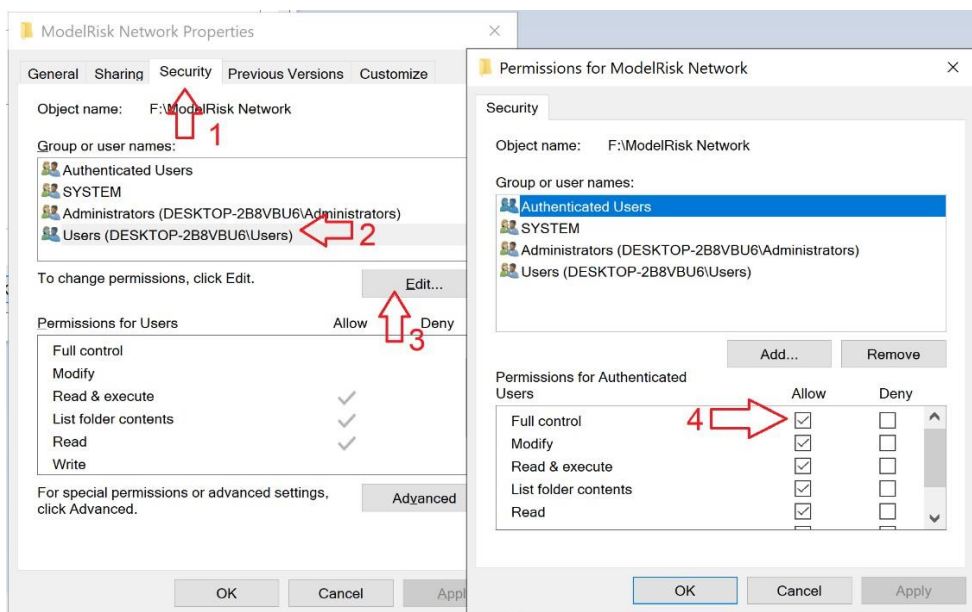 ModelRisk Network Properties
General Sharing Security Previous Versions Customize
Object name: F:\ModelRisk Network
1
Group or user names:
Authenticated Users
SYSTEM
Administrators (DESKTOP-2B8VBU6\Administrators)
Users (DESKTOP-2B8VBU6\Users)
2
To change permissions, click Edit.
Edit...
3
Permissions for Users Allow Deny
Full control
Modify
Read & execute
List folder contents
Read
Write
For special permissions or advanced settings,
click Advanced.
Advanced
OK Cancel Appl
Permissions for ModelRisk Network
Security
Object name: F:\ModelRisk Network
Group or user names:
Authenticated Users
SYSTEM
Administrators (DESKTOP-2B8VBU6\Administrators)
Users (DESKTOP-2B8VBU6\Users)
Add... Remove
Permissions for Authenticated
Users Allow Deny
4
Full control
Modify
Read & execute
List folder contents
Read
OK Cancel Apply